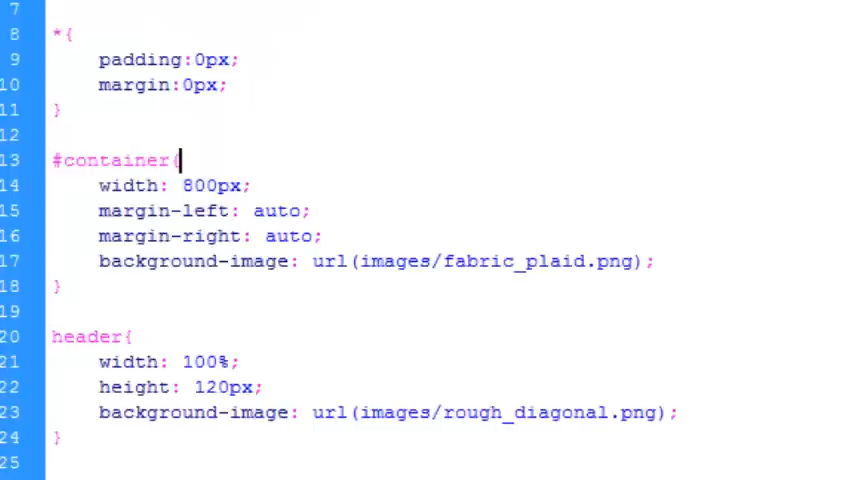 7
8 *{
9 padding:0px;
10 margin:0px;
11 }
12
13 #container{
14 width: 800px;
15 margin-left: auto;
16 margin-right: auto;
17 background-image: url(images/fabric_plaid.png);
18 }
19
20 header{
21 width: 100%;
22 height: 120px;
23 background-image: url(images/rough_diagonal.png);
24 }
25